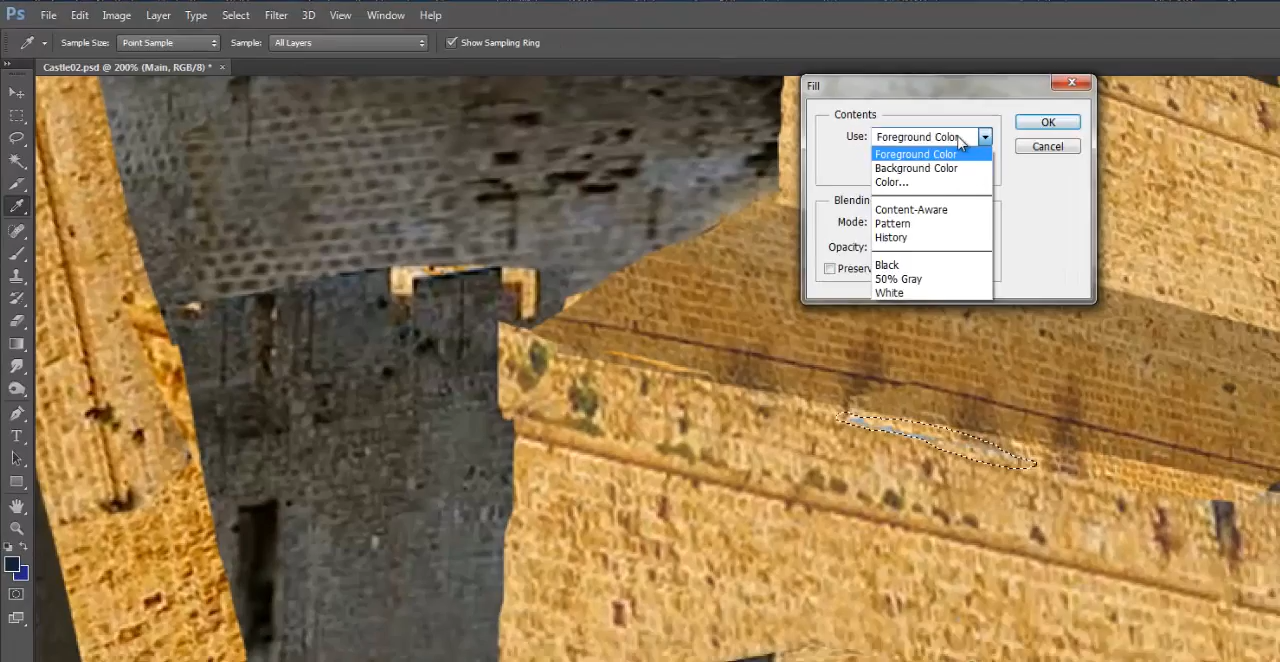 Ps File Edit Image Layer Type Select Filter 3D View Window Help
Sample Size: Point Sample Sample: All Layers Show Sampling Ring
Castle02.psd @ 200% (Main, RGB/8) * ×
Fill
Contents
Use: Foreground Color
OK
Foreground Color
Cancel
Background Color
Color...
Blending
Content-Aware
Mode: Pattern
History
Opacity:
Preserv
Black
50% Gray
White
T